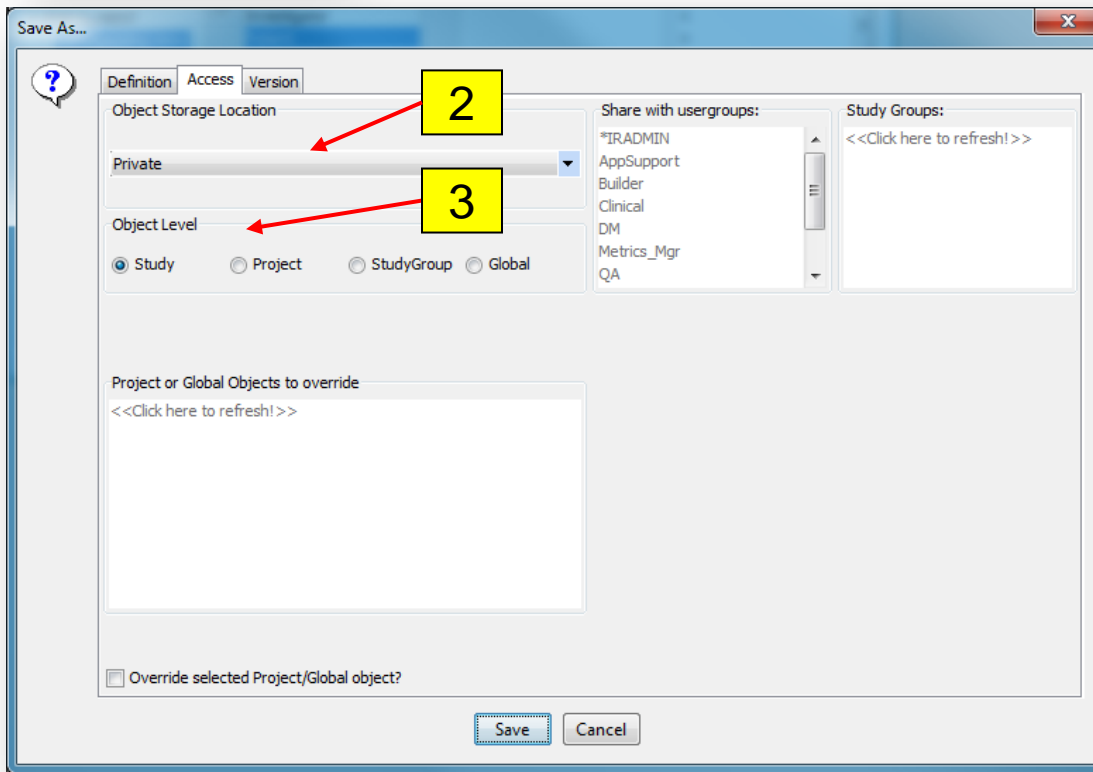 Save As...
?
Definition Access Version
Object Storage Location
2
Private
Object Level
3
Study Project StudyGroup Global
Share with usergroups:
*IRADMIN
AppSupport
Builder
Clinical
DM
Metrics_Mgr
QA
Study Groups:
<<Click here to refresh!>>
Project or Global Objects to override
<<Click here to refresh!>>
Override selected Project/Global object?
Save Cancel